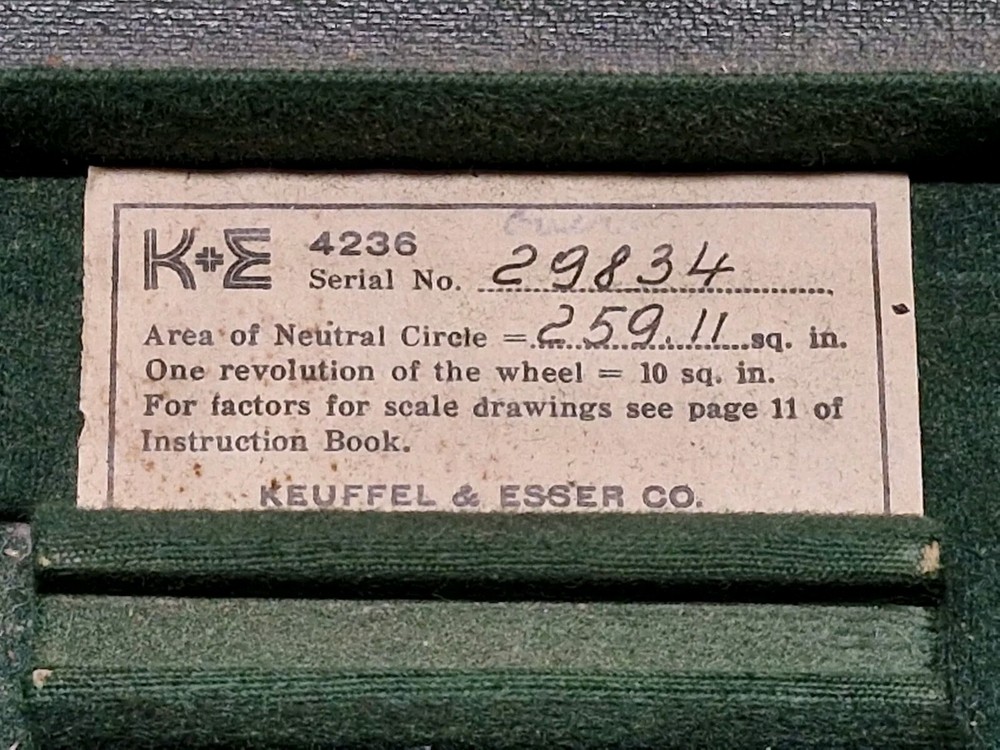 K+E 4236
Serial No. 29834
Area of Neutral Circle = 259.11 sq. in.
One revolution of the wheel = 10 sq. in.
For factors for scale drawings see page 11 of
Instruction Book.
KEUFFEL & ESSER CO.